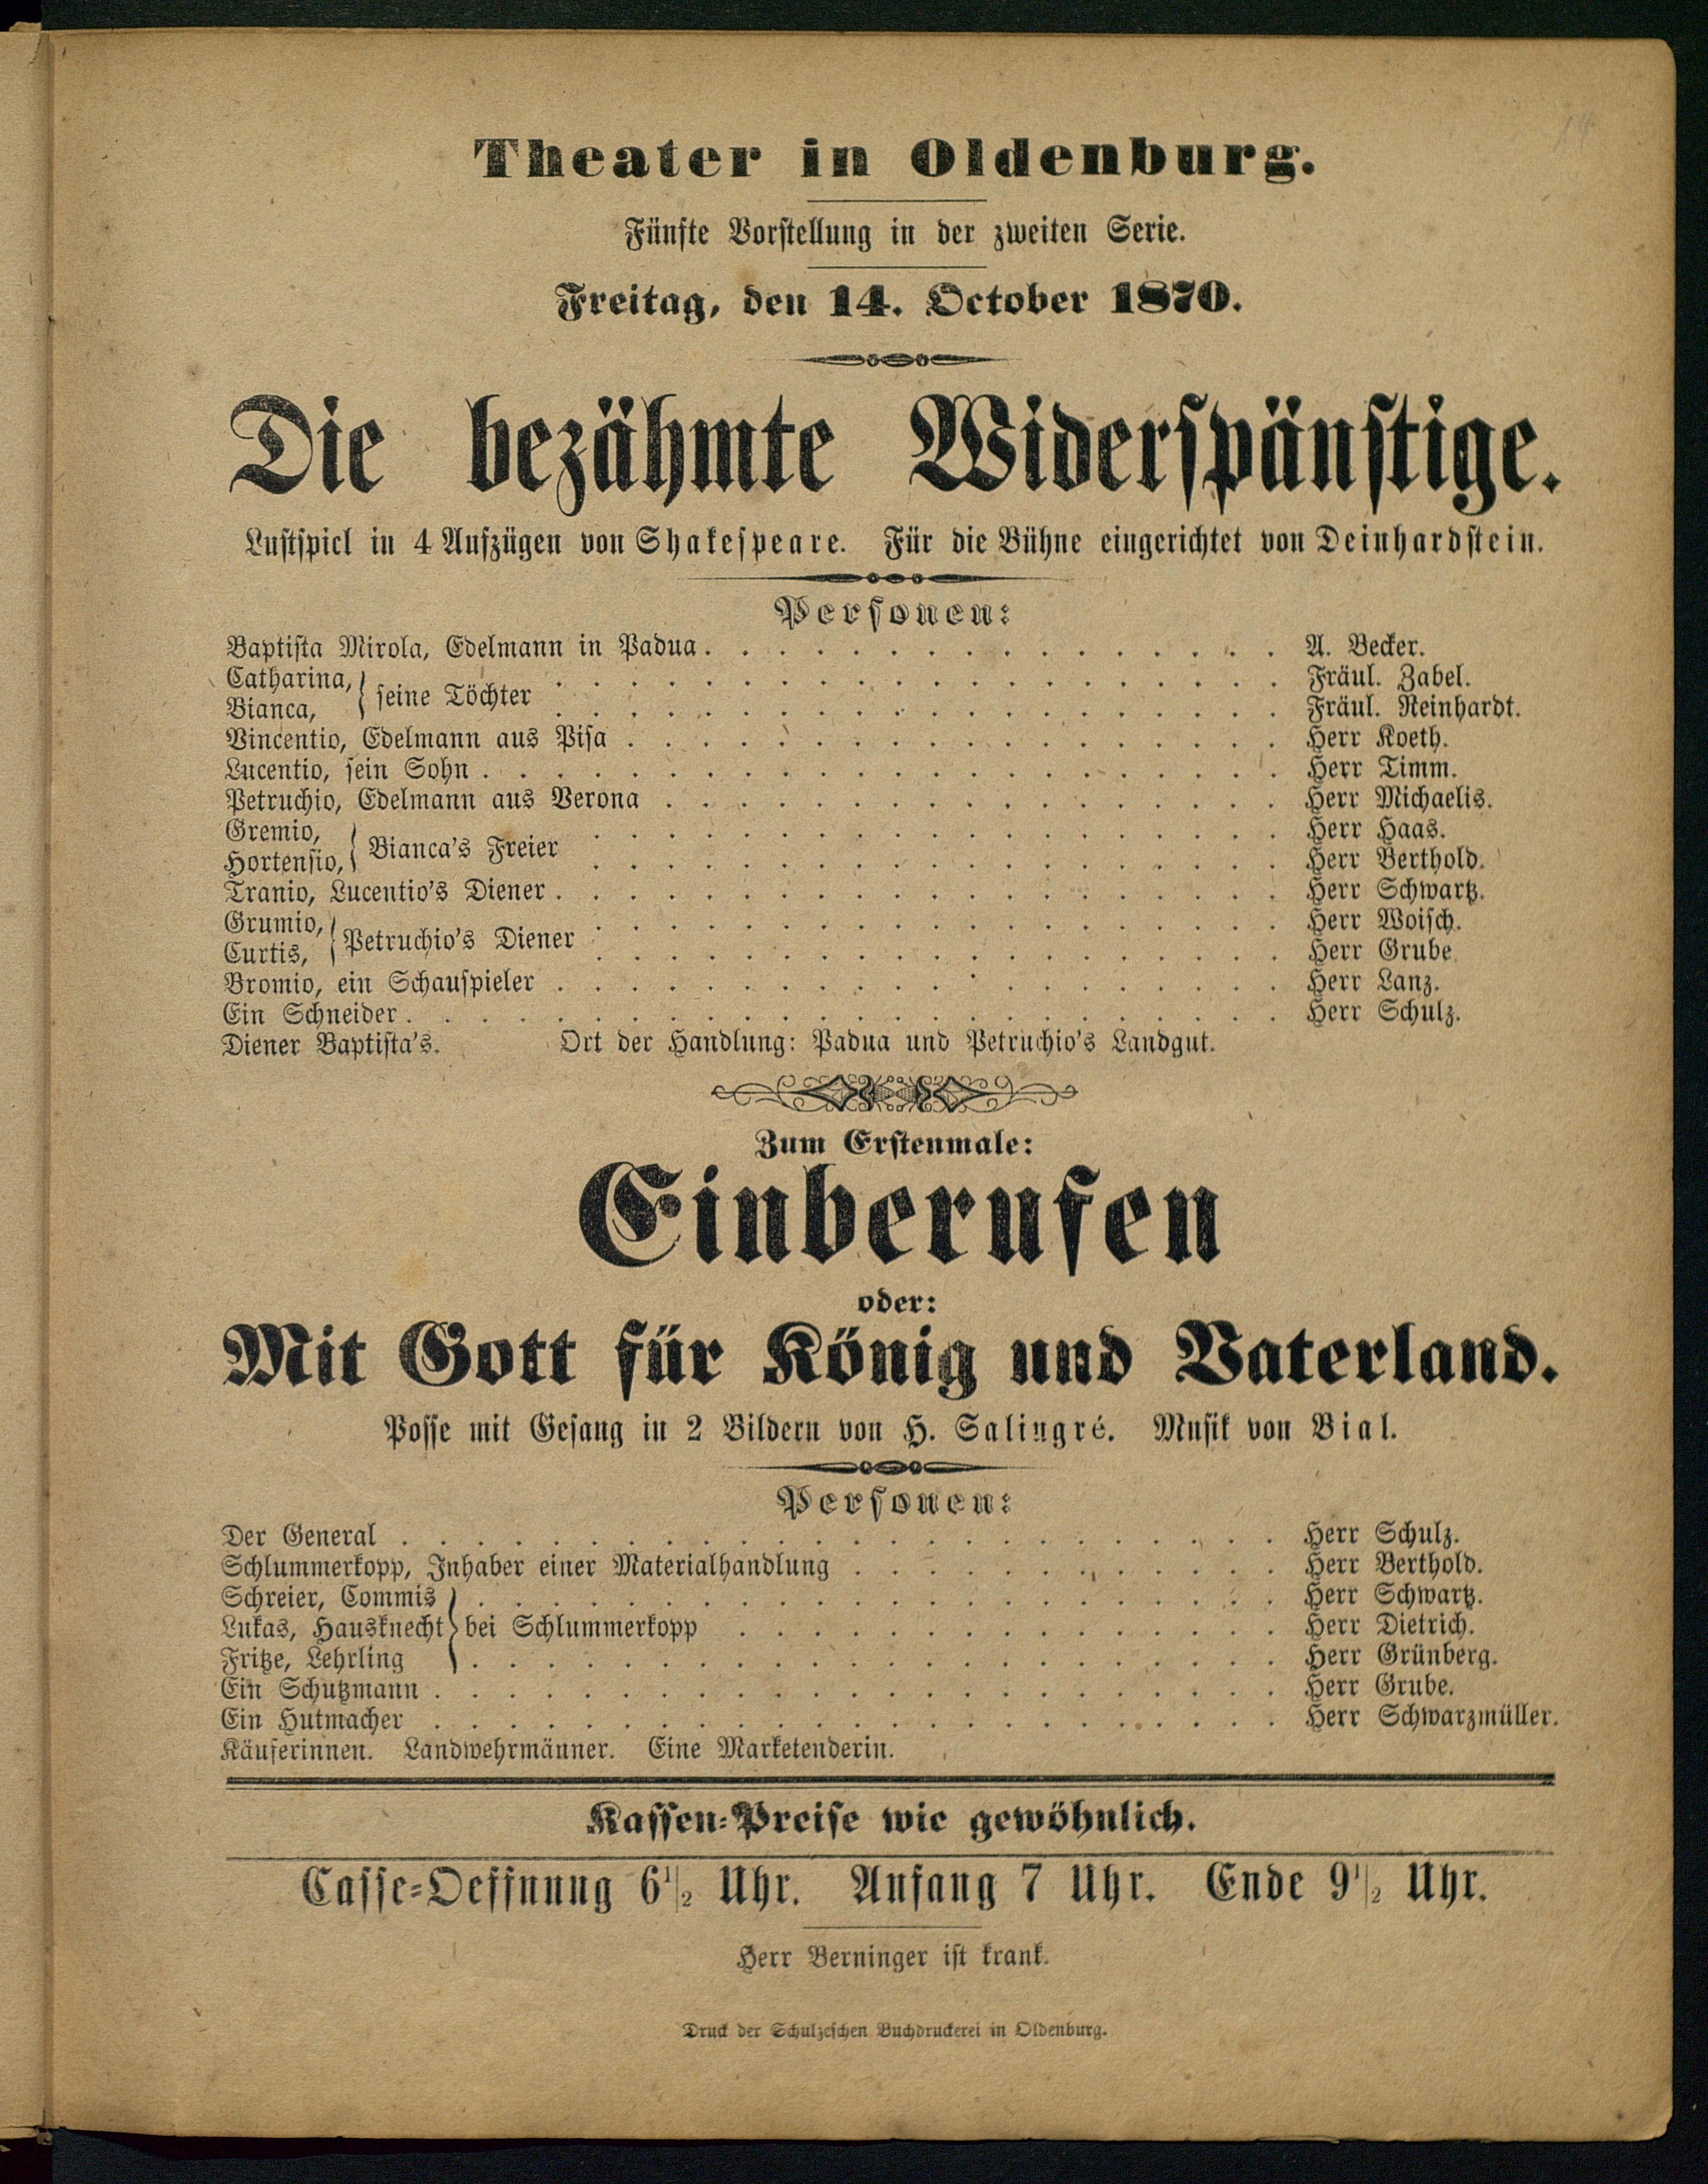 14
Theater in Oldenburg.
Fünfte Vorstellung in der zweiten Serie.
Freitag, den 14. October 1870.
Die bezähmte Widerspänstige.
Lustspiel in 4 Aufzügen von Shakespeare. Für die Bühne eingerichtet von Deinhardstein.
Personen:
Baptista Mirola, Edelmann in Padua . . . . . . . . . . . . . . . . A. Becker.
Catharina, } seine Töchter . . . . . . . . . . . . . . . . . . . . Fräul. Zabel.
Bianca, . . . . . . . . . . . . . . . . . . . . Fräul. Reinhardt.
Vincentio, Edelmann aus Pisa . . . . . . . . . . . . . . . . . . Herr Koeth.
Lucentio, sein Sohn . . . . . . . . . . . . . . . . . . . . . . Herr Timm.
Petruchio, Edelmann aus Verona . . . . . . . . . . . . . . . . . Herr Michaelis.
Gremio, } Bianca's Freier . . . . . . . . . . . . . . . . . . . Herr Haas.
Hortensio, . . . . . . . . . . . . . . . . . . . Herr Berthold.
Tranio, Lucentio's Diener . . . . . . . . . . . . . . . . . . . . Herr Schwartz.
Grumio, } Petruchio's Diener . . . . . . . . . . . . . . . . . . . Herr Woisch.
Curtis, . . . . . . . . . . . . . . . . . . . Herr Grube.
Bromio, ein Schauspieler . . . . . . . . . . . . . . . . . . . . Herr Lanz.
Ein Schneider . . . . . . . . . . . . . . . . . . . . . . . . Herr Schulz.
Diener Baptista's. Ort der Handlung: Padua und Petruchio's Landgut.
Zum Erstenmale:
Einberufen
oder:
Mit Gott für König und Vaterland.
Posse mit Gesang in 2 Bildern von H. Salingré. Musik von Bial.
Personen:
Der General . . . . . . . . . . . . . . . . . . . . . . . . Herr Schulz.
Schlummerkopp, Inhaber einer Materialhandlung . . . . . . . . . . . . Herr Berthold.
Schreier, Commis . . . . . . . . . . . . . . . . . . . . . . Herr Schwartz.
Lukas, Hausknecht } bei Schlummerkopp . . . . . . . . . . . . . . . Herr Dietrich.
Fritze, Lehrling . . . . . . . . . . . . . . . . . . . . . . Herr Grünberg.
Ein Schutzmann . . . . . . . . . . . . . . . . . . . . . . . Herr Grube.
Ein Hutmacher . . . . . . . . . . . . . . . . . . . . . . . Herr Schwarzmüller.
Käuferinnen. Landwehrmänner. Eine Marketenderin.
Kassen-Preise wie gewöhnlich.
Casse-Oeffnung 6½ Uhr. Anfang 7 Uhr. Ende 9½ Uhr.
Herr Berninger ist krank.
Druck der Schulzeschen Buchdruckerei in Oldenburg.